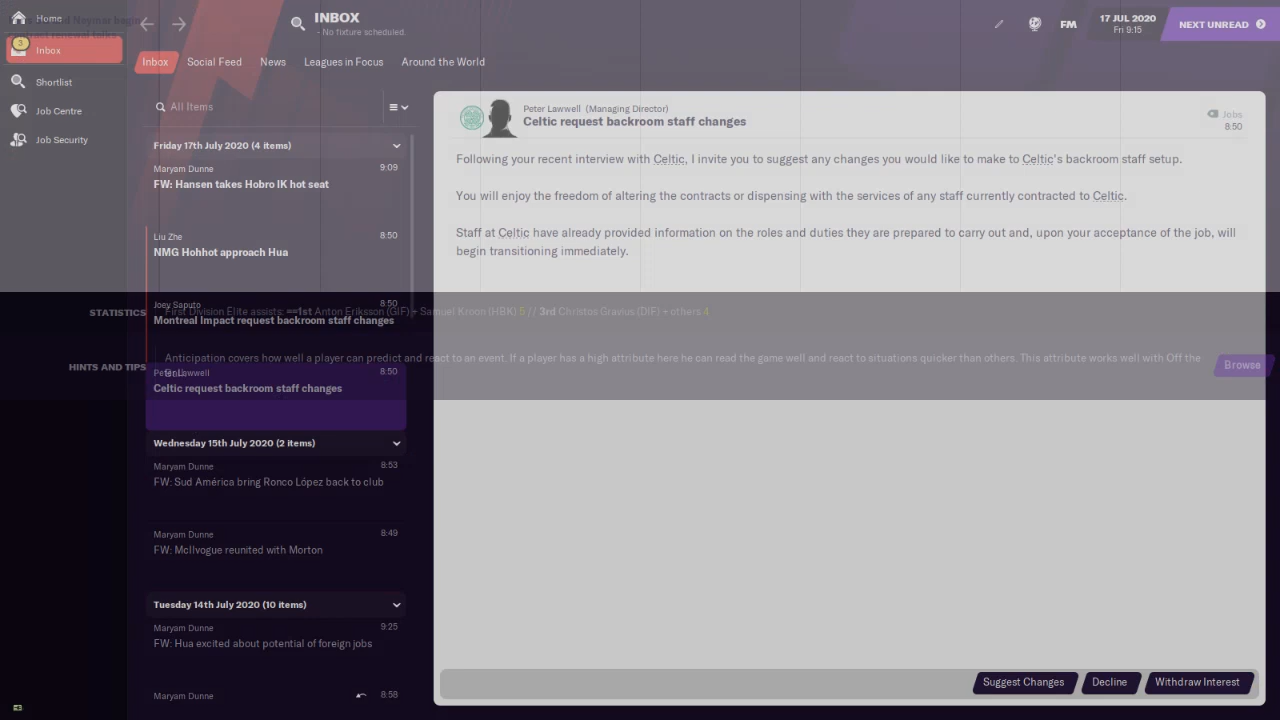 Home
Inbox
3
Shortlist
Job Centre
Job Security
INBOX
- No fixture scheduled.
FM
17 JUL 2020
Fri 9:15
NEXT UNREAD
Inbox
Social Feed
News
Leagues in Focus
Around the World
All Items
Friday 17th July 2020 (4 items)
Maryam Dunne
9:09
FW: Hansen takes Hobro IK hot seat
Liu Zhe
8:50
NMG Hohhot approach Hua
Joey Saputo
8:50
Montreal Impact request backroom staff changes
Peter Lawwell
8:50
Celtic request backroom staff changes
Wednesday 15th July 2020 (2 items)
Maryam Dunne
8:53
FW: Sud América bring Ronco López back to club
Maryam Dunne
8:49
FW: McIlvogue reunited with Morton
Tuesday 14th July 2020 (10 items)
Maryam Dunne
9:25
FW: Hua excited about potential of foreign jobs
Maryam Dunne
8:58
Peter Lawwell (Managing Director)
Celtic request backroom staff changes
Jobs
8:50
Following your recent interview with Celtic, I invite you to suggest any changes you would like to make to Celtic's backroom staff setup.
You will enjoy the freedom of altering the contracts or dispensing with the services of any staff currently contracted to Celtic.
Staff at Celtic have already provided information on the roles and duties they are prepared to carry out and, upon your acceptance of the job, will
begin transitioning immediately.
STATISTICS
First Division Elite assists: ==1st Anton Eriksson (GIF) + Samuel Kroon (HBK) 5 // 3rd Christos Gravius (DIF) + others 4
HINTS AND TIPS
Anticipation covers how well a player can predict and react to an event. If a player has a high attribute here he can read the game well and react to situations quicker than others. This attribute works well with Off the
Ball.
Browse
Suggest Changes
Decline
Withdraw Interest